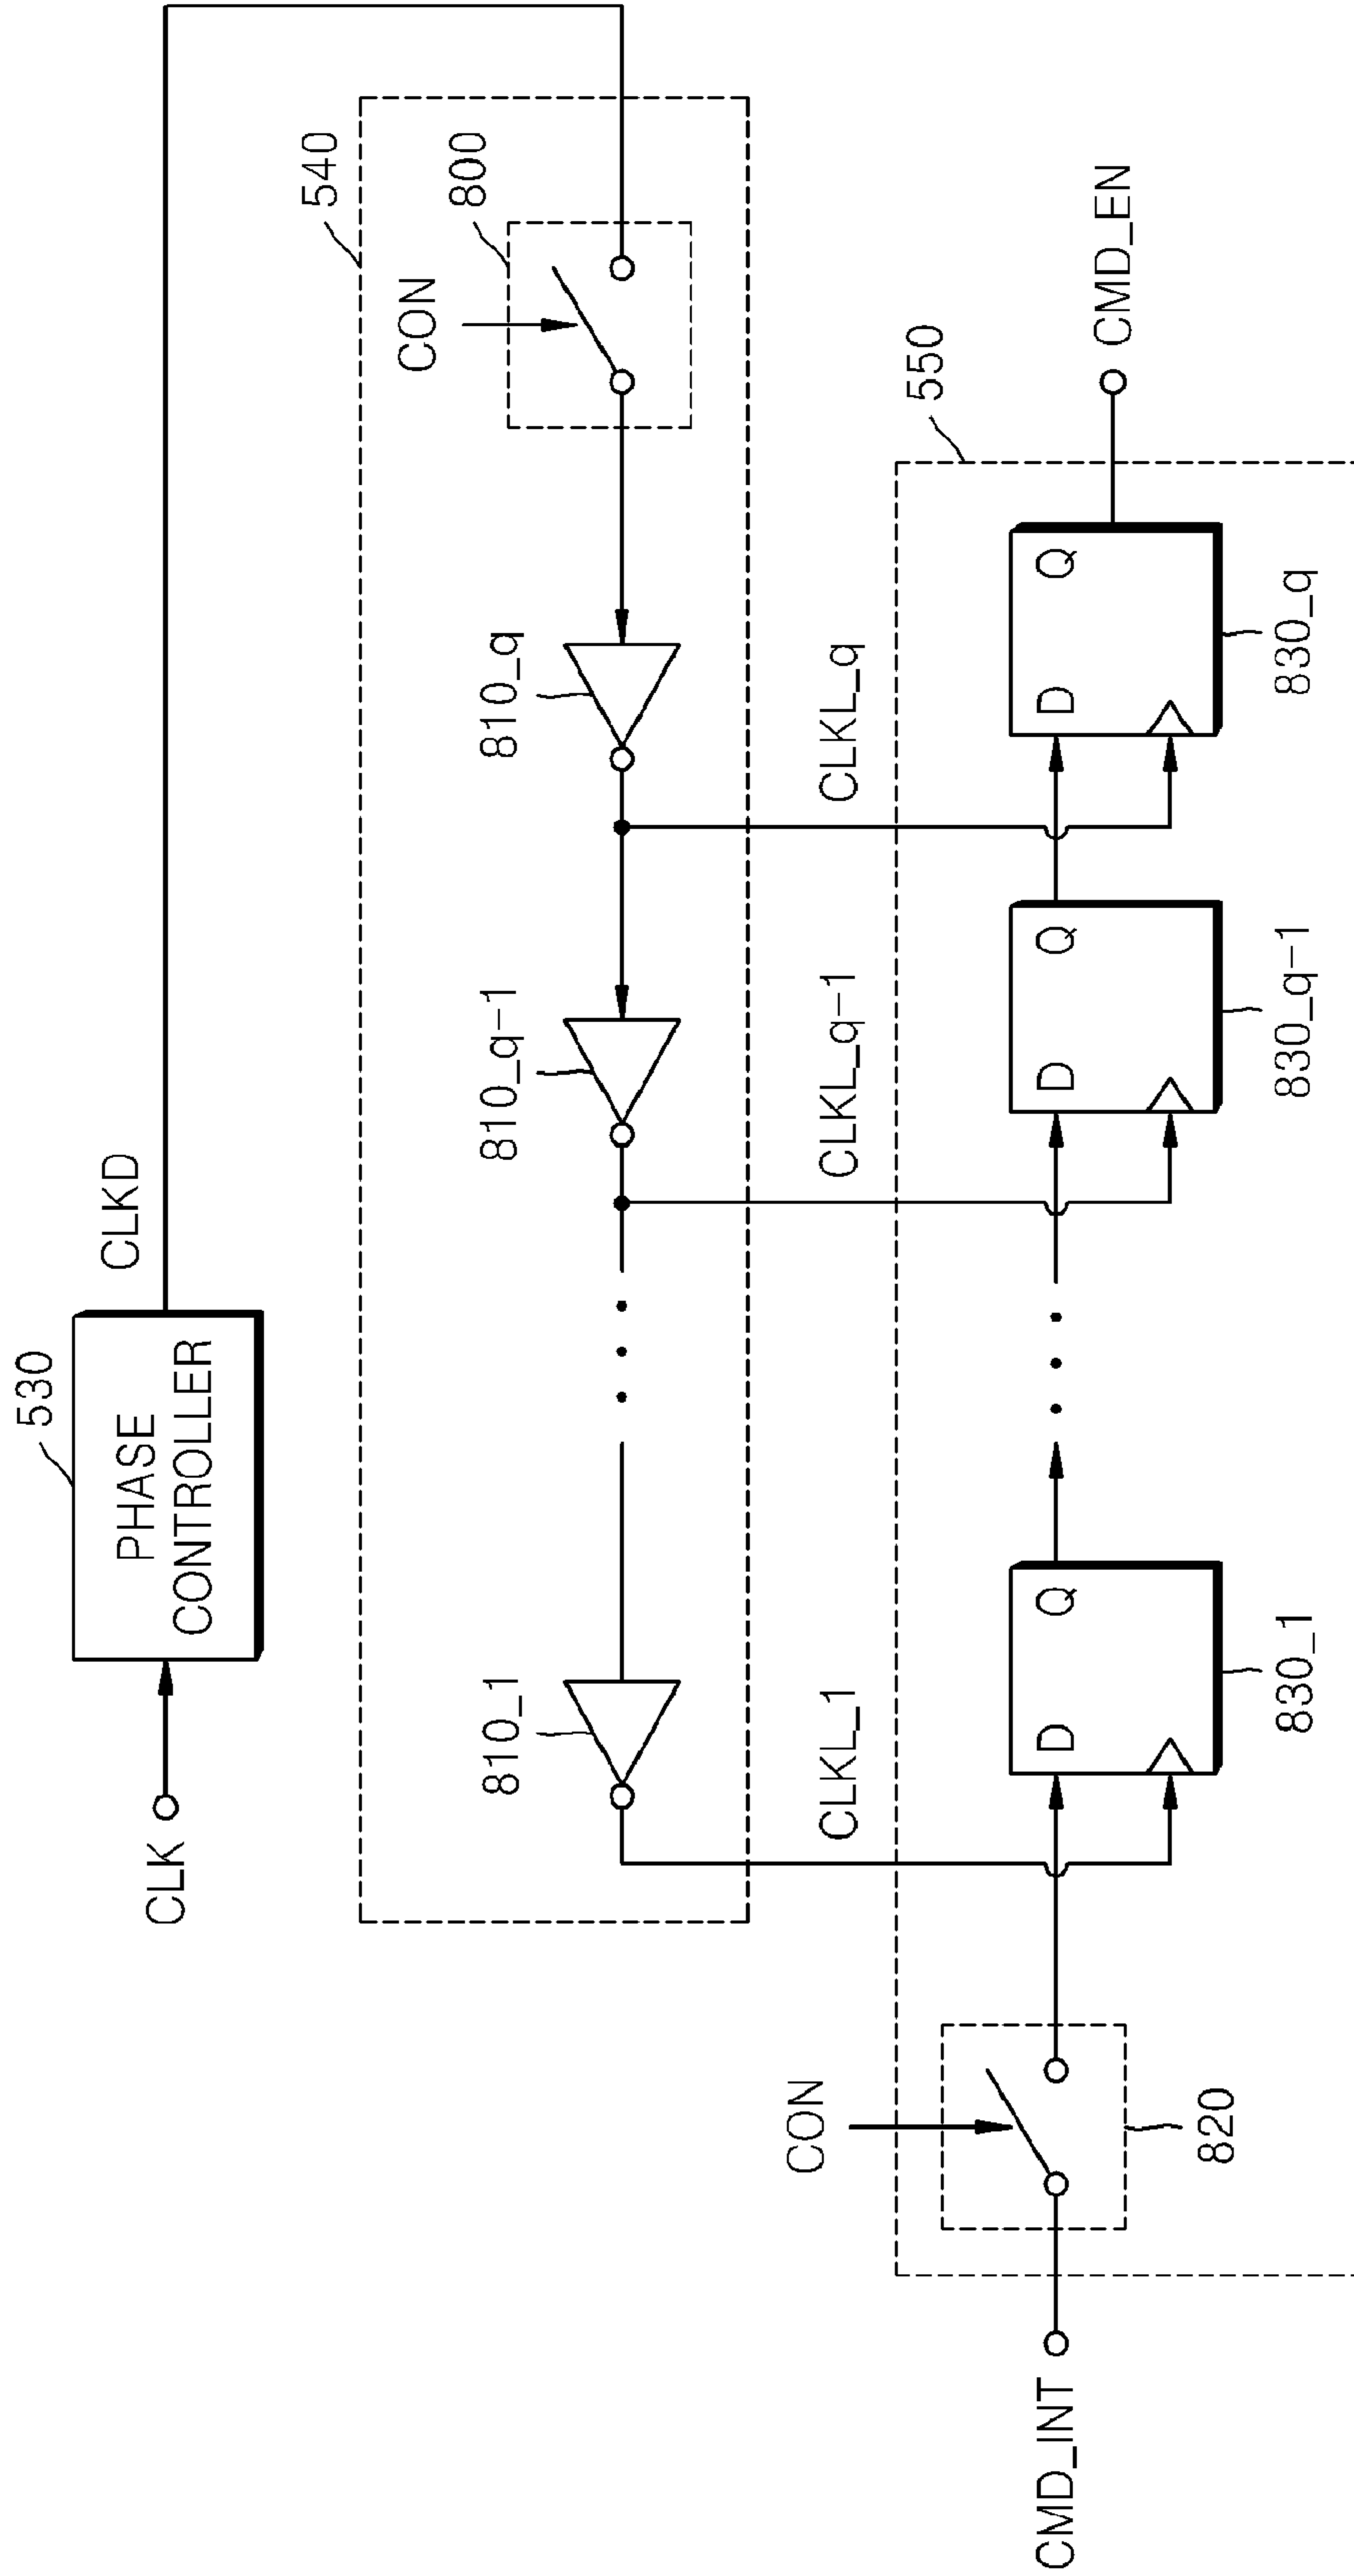 530
PHASE
CONTROLLER
CLK
CLKD
540
800
CON
810_1
810_q-1
810_q
CLKL_1
CLKL_q-1
CLKL_q
550
CON
820
CMD_INT
D
Q
830_1
D
Q
830_q-1
D
Q
830_q
CMD_EN